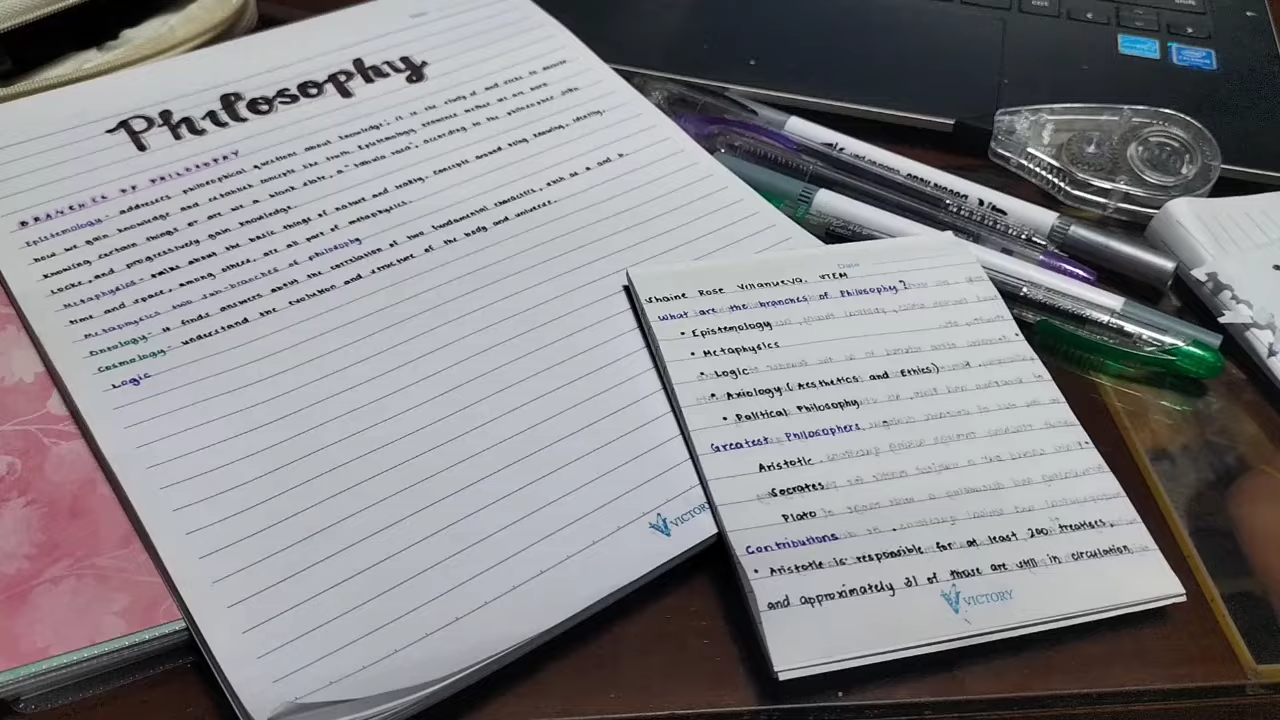 Philosophy
BRANCHES OF PHILOSOPHY
Epistemology - addresses philosophical questions about knowledge; it is the study of and seeks to
how we gain knowledge and establish concepts like truth. Epistemology examines wether we are born
knowing certain things or are we a blank slate, a "tabula rasa", according to the philosopher John
Locke, and progressively gain knowledge.
Metaphysics - talks about the basic things of nature and reality - concepts around being, knowing, identity,
time and space, among others, are all part of metaphysics.
Metaphysics two sub-branches of philosophy
Ontology - it finds answers about the correlation of two fundamental characters, such as a and b.
Cosmology - understand the evolution and structure of the body and universe.
Logic
VICTORY
Date
Shaine Rose Villanueva, STEM
What are the branches of Philosophy?
• Epistemology
• Metaphysics
• Logic
• Axiology (Aesthetics and Ethics)
• Political Philosophy
Greatest Philosophers
Aristotle
Socrates
Plato
Contributions
• Aristotle is responsible for at least 200 treatises
and approximately 31 of those are still in circulation
VICTORY